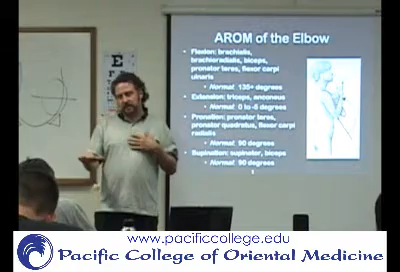 AROM of the Elbow
• Flexion: brachialis,
brachioradialis, biceps,
pronator teres, flexor carpi
ulnaris
• Normal: 135+ degrees
• Extension: triceps, anconeus
• Normal: 0 to -5 degrees
• Pronation: pronator teres,
pronator quadratus, flexor carpi
radialis
• Normal: 90 degrees
• Supination: supinator, biceps
• Normal: 90 degrees
E
www.pacificcollege.edu
Pacific College of Oriental Medicine